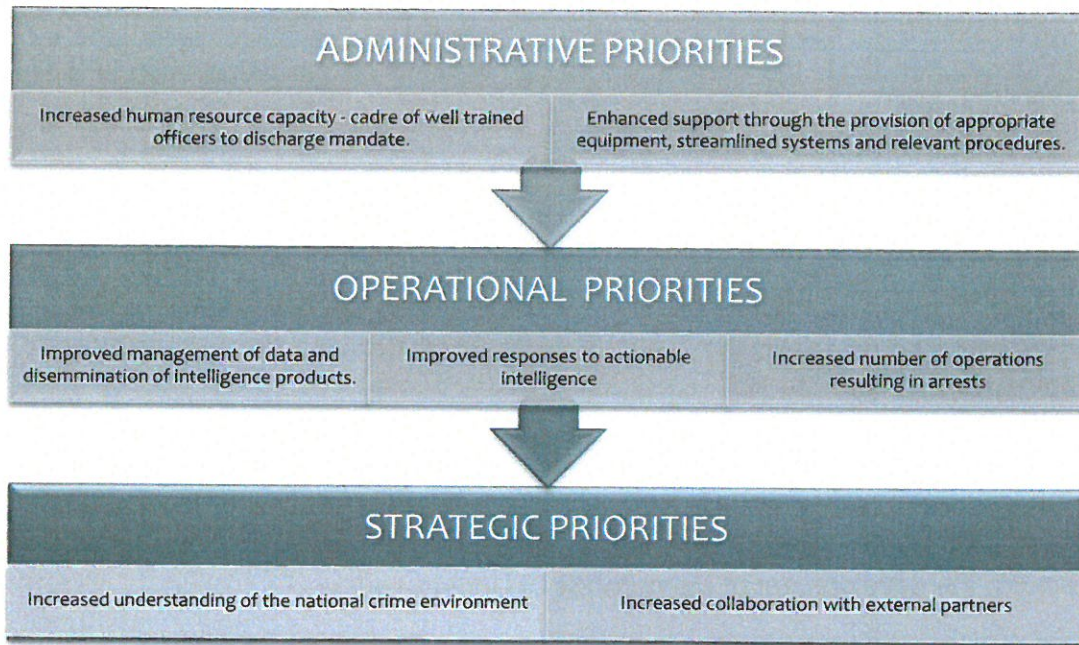 ADMINISTRATIVE PRIORITIES
Increased human resource capacity - cadre of well trained
officers to discharge mandate.
Enhanced support through the provision of appropriate
equipment, streamlined systems and relevant procedures.
OPERATIONAL PRIORITIES
Improved management of data and
disemmination of intelligence products.
Improved responses to actionable
intelligence
Increased number of operations
resulting in arrests
STRATEGIC PRIORITIES
Increased understanding of the national crime environment
Increased collaboration with external partners